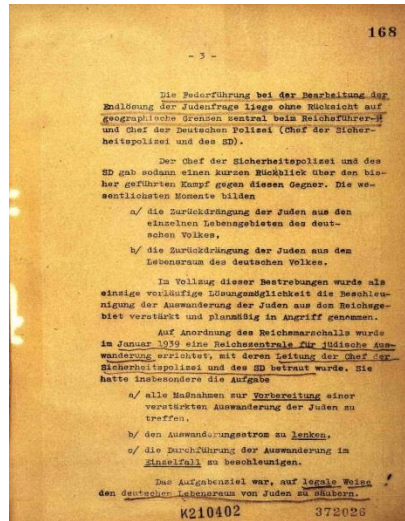 168
- 3 -
Die Federführung bei der Bearbeitung der
Endlösung der Judenfrage liege ohne Rücksicht auf
geographische Grenzen zentral beim Reichsführer-SS
und Chef der Deutschen Polizei (Chef der Sicher-
heitspolizei und des SD).
Der Chef der Sicherheitspolizei und des
SD gab sodann einen kurzen Rückblick über den bis-
her geführten Kampf gegen diesen Gegner. Die we-
sentlichsten Momente bilden
a/ die Zurückdrängung der Juden aus den
einzelnen Lebensgebieten des deut-
schen Volkes,
b/ die Zurückdrängung der Juden aus dem
Lebensraum des deutschen Volkes.
Im Vollzug dieser Bestrebungen wurde als
einzige vorläufige Lösungsmöglichkeit die Beschleu-
nigung der Auswanderung der Juden aus dem Reichsge-
biet verstärkt und planmäßig in Angriff genommen.
Auf Anordnung des Reichsmarschalls wurde
im Januar 1939 eine Reichszentrale für jüdische Aus-
wanderung errichtet, mit deren Leitung der Chef der
Sicherheitspolizei und des SD betraut wurde. Sie
hatte insbesondere die Aufgabe
a/ alle Maßnahmen zur Vorbereitung einer
verstärkten Auswanderung der Juden zu
treffen,
b/ den Auswanderungsstrom zu lenken,
c/ die Durchführung der Auswanderung im
Einzelfall zu beschleunigen.
Das Aufgabenziel war, auf legale Weise
den deutschen Lebensraum von Juden zu säubern.
K210402
372026